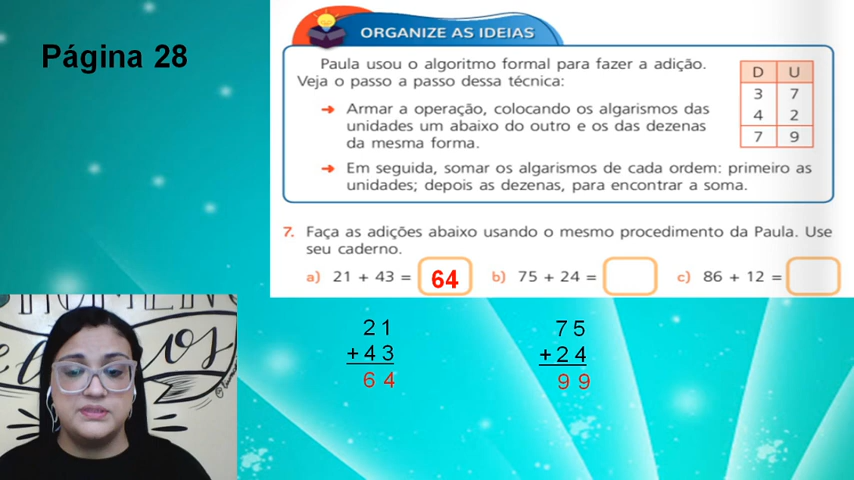 Página 28
ORGANIZE AS IDEIAS
Paula usou o algoritmo formal para fazer a adição.
Veja o passo a passo dessa técnica:
→ Armar a operação, colocando os algarismos das
unidades um abaixo do outro e os das dezenas
da mesma forma.
→ Em seguida, somar os algarismos de cada ordem: primeiro as
unidades; depois as dezenas, para encontrar a soma.
D U
3 7
4 2
7 9
7. Faça as adições abaixo usando o mesmo procedimento da Paula. Use
seu caderno.
a) 21 + 43 = 64 b) 75 + 24 = c) 86 + 12 =
21
+43
64
75
+24
99